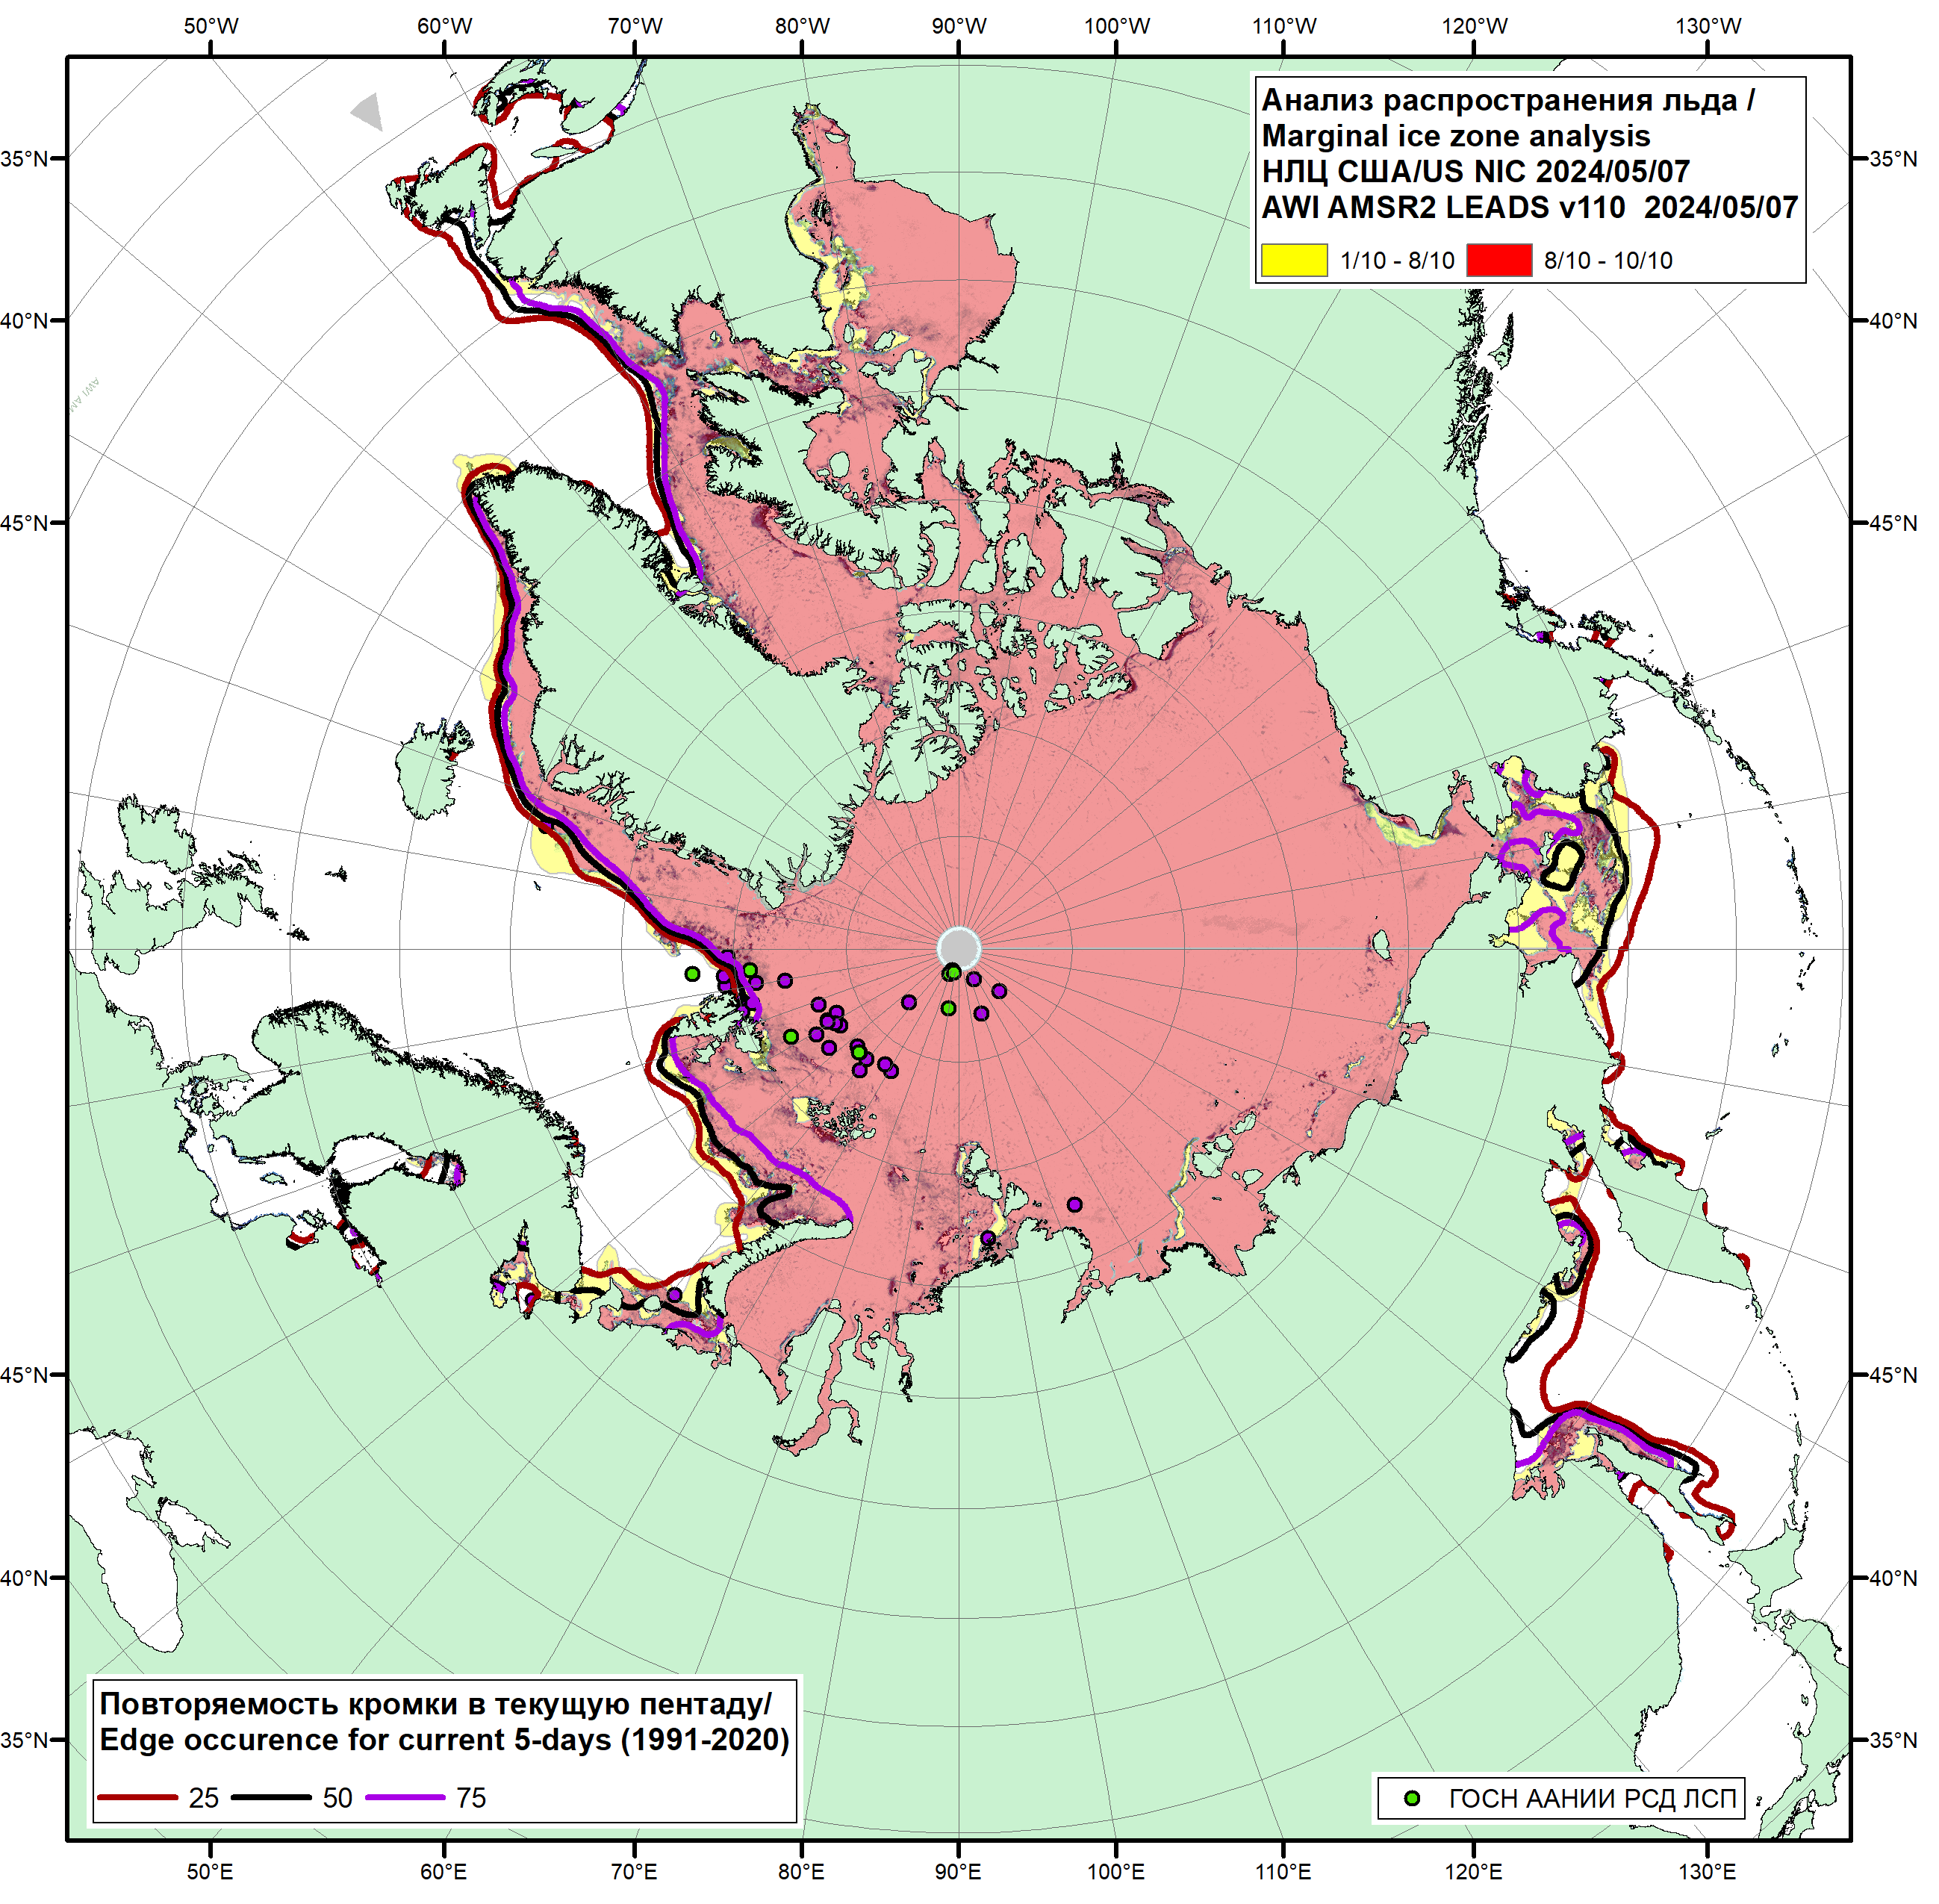 50°W 60°W 70°W 80°W 90°W 100°W 110°W 120°W 130°W
Анализ распространения льда /
Marginal ice zone analysis
НЛЦ США/US NIC 2024/05/07
AWI AMSR2 LEADS v110 2024/05/07
1/10 - 8/10 8/10 - 10/10
35°N 35°N
40°N 40°N
AWI AM
45°N 45°N
45°N 45°N
40°N 40°N
35°N 35°N
Повторяемость кромки в текущую пентаду/
Edge occurence for current 5-days (1991-2020)
25 50 75
ГОСН ААНИИ РСД ЛСП
50°E 60°E 70°E 80°E 90°E 100°E 110°E 120°E 130°E